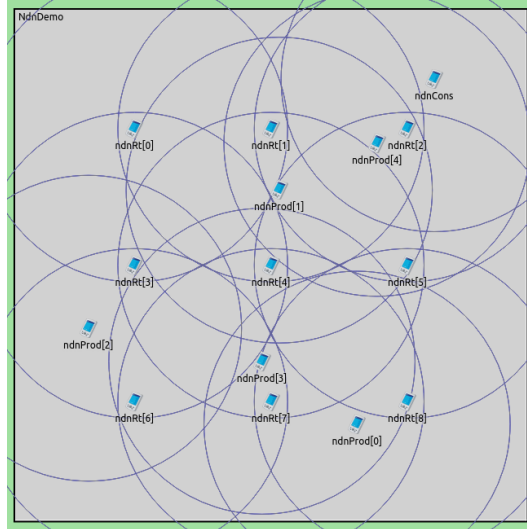 NdnDemo
ndnCons
ndnRt[0]
ndnRt[1]
ndnRt[2]
ndnProd[4]
ndnProd[1]
ndnRt[3]
ndnRt[4]
ndnRt[5]
ndnProd[2]
ndnProd[3]
ndnRt[6]
ndnRt[7]
ndnRt[8]
ndnProd[0]